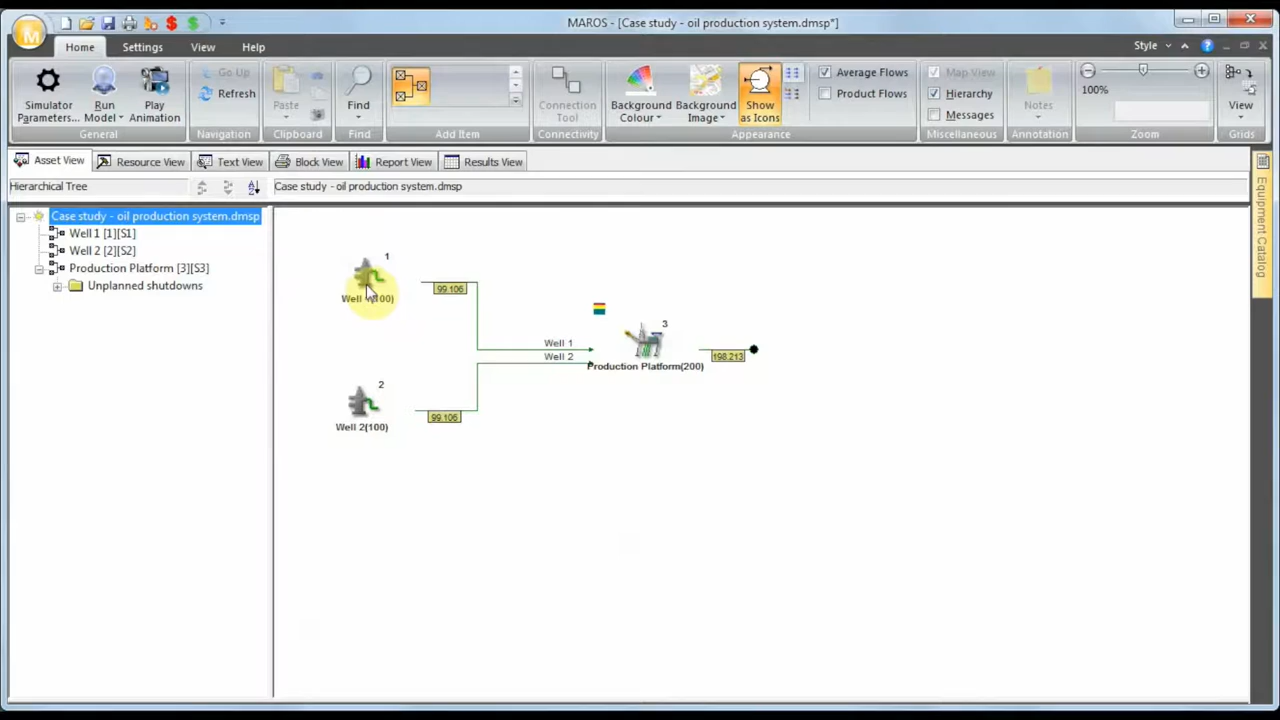 MAROS - [Case study - oil production system.dmsp*]
Home Settings View Help Style
Simulator Parameters...
Run Model
Play Animation
General
Go Up
Refresh
Navigation
Paste
Clipboard
Find
Find
Add Item
Connection Tool
Connectivity
Background Colour
Background Image
Show as Icons
Appearance
Average Flows
Product Flows
Map View
Hierarchy
Messages
Miscellaneous
Notes
Annotation
100%
Zoom
View
Grids
Asset View Resource View Text View Block View Report View Results View
Hierarchical Tree
Case study - oil production system.dmsp
Case study - oil production system.dmsp
Well 1 [1][S1]
Well 2 [2][S2]
Production Platform [3][S3]
Unplanned shutdowns
1
99.106
3
Well 1
Well 2
198.213
Production Platform(200)
2
99.106
Well 2(100)
Equipment Catalog